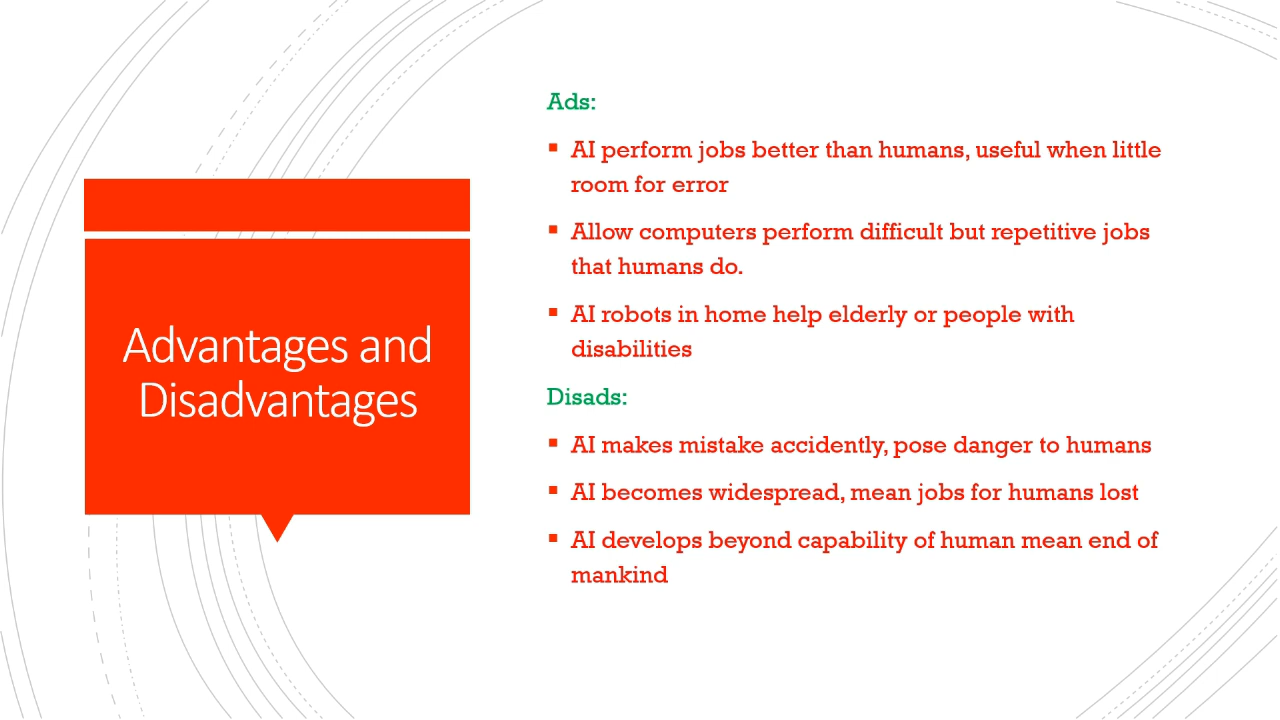 Advantages and
Disadvantages
Ads:
▪ AI perform jobs better than humans, useful when little
room for error
▪ Allow computers perform difficult but repetitive jobs
that humans do.
▪ AI robots in home help elderly or people with
disabilities
Disads:
▪ AI makes mistake accidently, pose danger to humans
▪ AI becomes widespread, mean jobs for humans lost
▪ AI develops beyond capability of human mean end of
mankind